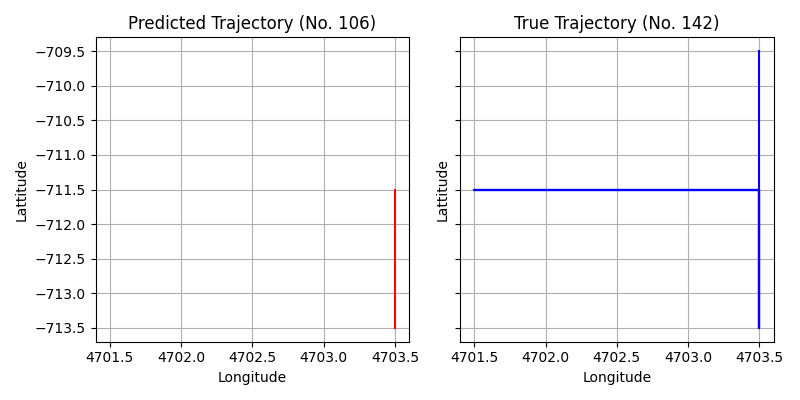 Predicted Trajectory (No. 106)
True Trajectory (No. 142)
Lattitude
−709.5
−710.0
−710.5
−711.0
−711.5
−712.0
−712.5
−713.0
−713.5
4701.5 4702.0 4702.5 4703.0 4703.5
Longitude
Lattitude
4701.5 4702.0 4702.5 4703.0 4703.5
Longitude